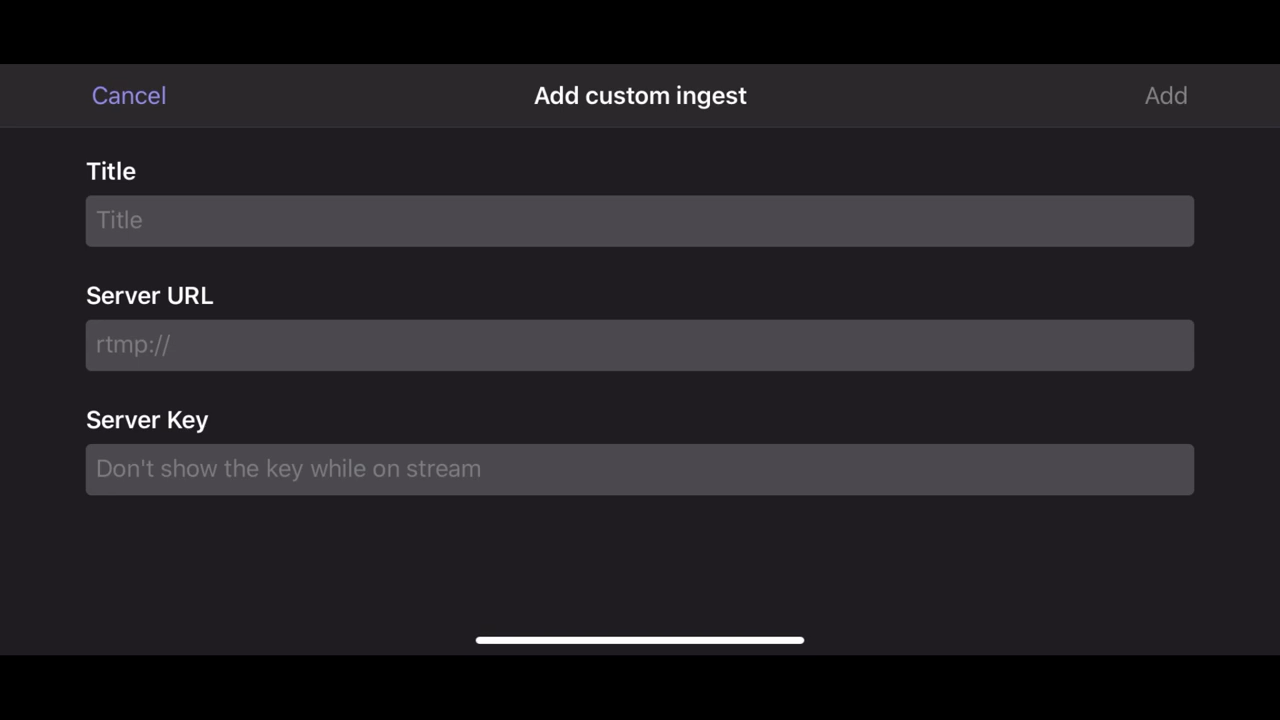 Cancel
Add custom ingest
Add
Title
Title
Server URL
rtmp://
Server Key
Don't show the key while on stream